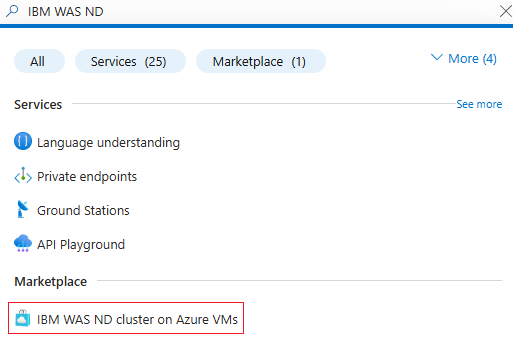 IBM WAS ND
All Services (25) Marketplace (1) More (4)
Services See more
Language understanding
Private endpoints
Ground Stations
API Playground
Marketplace
IBM WAS ND cluster on Azure VMs